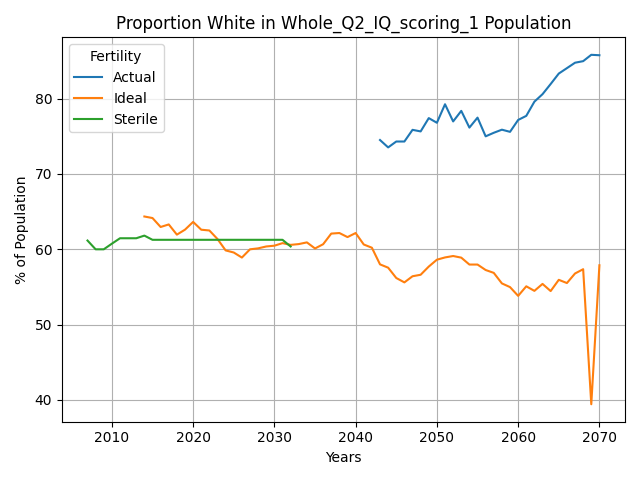 Proportion White in Whole_Q2_IQ_scoring_1 Population
Fertility
Actual
Ideal
Sterile
% of Population
80
70
60
50
40
2010 2020 2030 2040 2050 2060 2070
Years